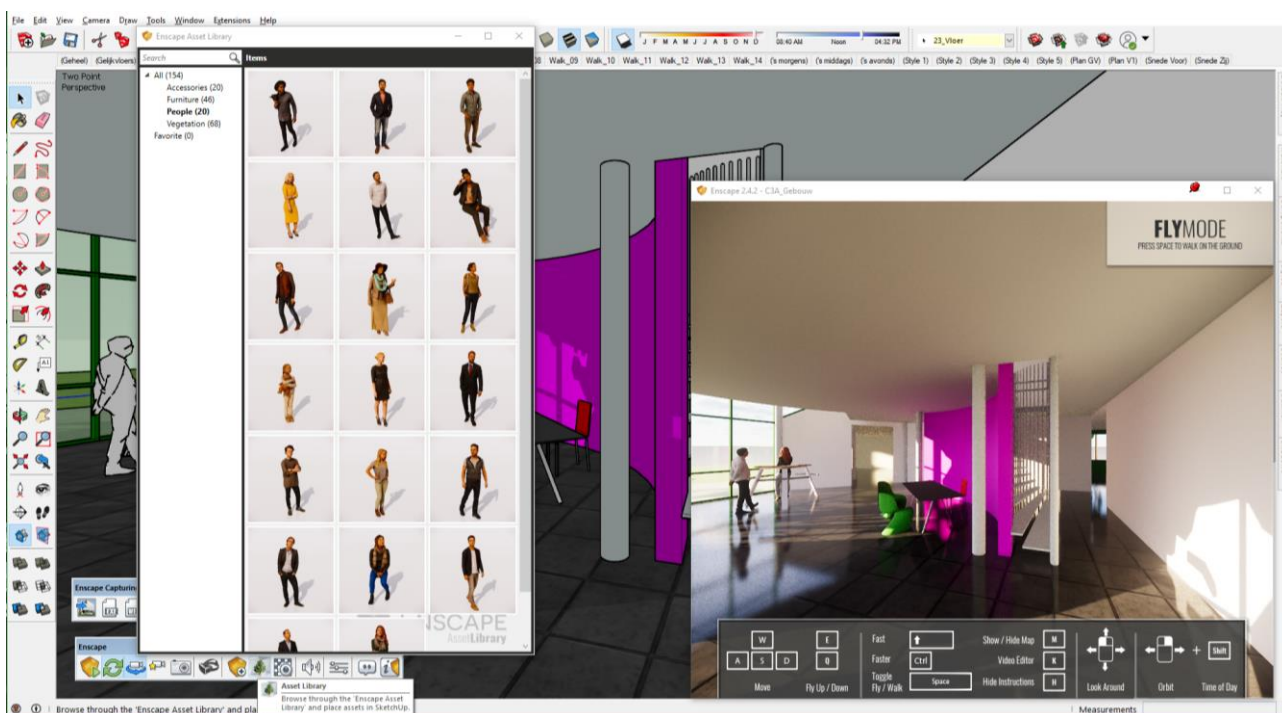 File Edit View Camera Draw Tools Window Extensions Help
Enscape Asset Library
J F M A M J J A S O N D 08:43 AM Noon 04:32 PM
23_Vloer
(Geheel) (Gelijkvloers)
Walk_09 Walk_10 Walk_11 Walk_12 Walk_13 Walk_14 ('s morgens) ('s middags) ('s avonds) (Style 1) (Style 2) (Style 3) (Style 4) (Style 5) (Plan GV) (Plan V1) (Snede Voor) (Snede Zij)
Two Point
Perspective
Search
Items
All (154)
Accessories (20)
Furniture (46)
People (20)
Vegetation (68)
Favorite (0)
Enscape 2.4.2 - C3A_Gebouw
FLYMODE
PRESS SPACE TO WALK ON THE GROUND
Enscape Capturin
NSCAPE
AssetLibrary
Enscape
Asset Library
Browse through the 'Enscape Asset
Library' and place assets in SketchUp.
W
E
A S D
Q
Move
Fly Up / Down
Fast
Faster Ctrl
Toggle
Fly / Walk
Space
Show / Hide Map M
Video Editor K
Hide Instructions H
Look Around
Orbit
+ Shift
Time of Day
Browse through the 'Enscape Asset Library' and pla
Measurements